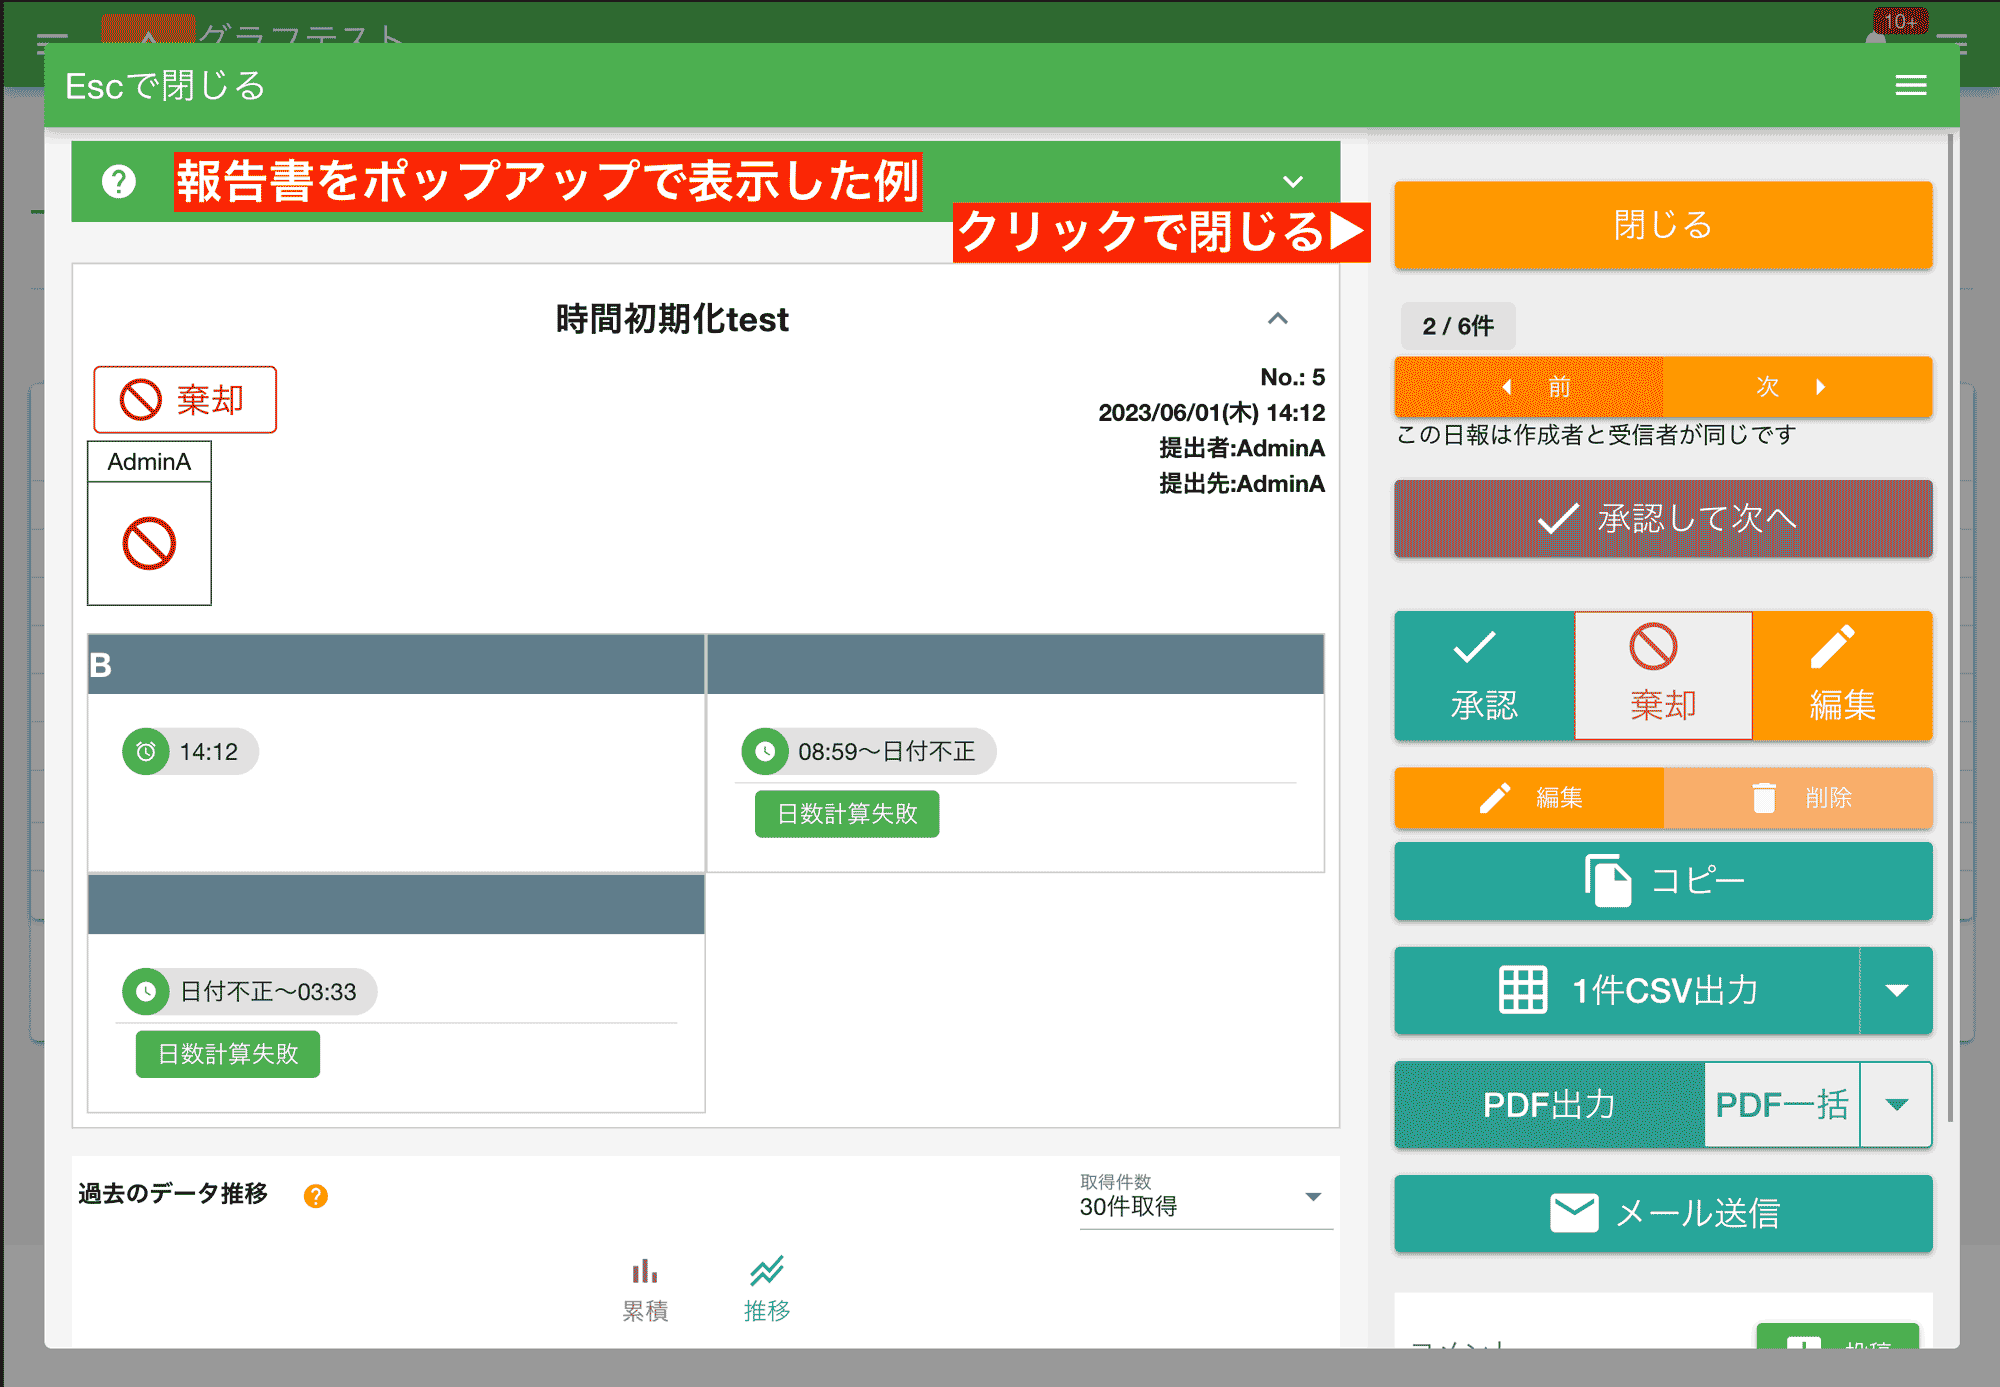 グラフテスト
10+
Escで閉じる
報告書をポップアップで表示した例
クリックで閉じる▶
閉じる
時間初期化test
2 / 6件
棄却
No.: 5
2023/06/01(木) 14:12
提出者:AdminA
提出先:AdminA
AdminA
前
次
この日報は作成者と受信者が同じです
承認して次へ
承認
棄却
編集
B
14:12
08:59〜日付不正
日数計算失敗
日付不正〜03:33
日数計算失敗
編集
削除
コピー
1件CSV出力
PDF出力
PDF一括
メール送信
過去のデータ推移
取得件数
30件取得
累積
推移
コメント
投稿